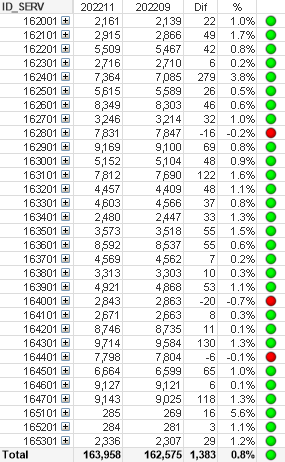 ID_SERV 202211 202209 Dif %
162001 2,161 2,139 22 1.0%
162101 2,915 2,866 49 1.7%
162201 5,509 5,467 42 0.8%
162301 2,716 2,710 6 0.2%
162401 7,364 7,085 279 3.8%
162501 5,615 5,589 26 0.5%
162601 8,349 8,303 46 0.6%
162701 3,246 3,214 32 1.0%
162801 7,831 7,847 -16 -0.2%
162901 9,169 9,100 69 0.8%
163001 5,152 5,104 48 0.9%
163101 7,812 7,690 122 1.6%
163201 4,457 4,409 48 1.1%
163301 4,603 4,566 37 0.8%
163401 2,480 2,447 33 1.3%
163501 3,573 3,518 55 1.5%
163601 8,592 8,537 55 0.6%
163701 4,569 4,562 7 0.2%
163801 3,313 3,303 10 0.3%
163901 4,921 4,868 53 1.1%
164001 2,843 2,863 -20 -0.7%
164101 2,671 2,663 8 0.3%
164201 8,746 8,735 11 0.1%
164301 9,714 9,584 130 1.3%
164401 7,798 7,804 -6 -0.1%
164501 6,664 6,599 65 1.0%
164601 9,127 9,121 6 0.1%
164701 9,143 9,025 118 1.3%
165101 285 269 16 5.6%
165201 284 281 3 1.1%
165301 2,336 2,307 29 1.2%
Total 163,958 162,575 1,383 0.8%